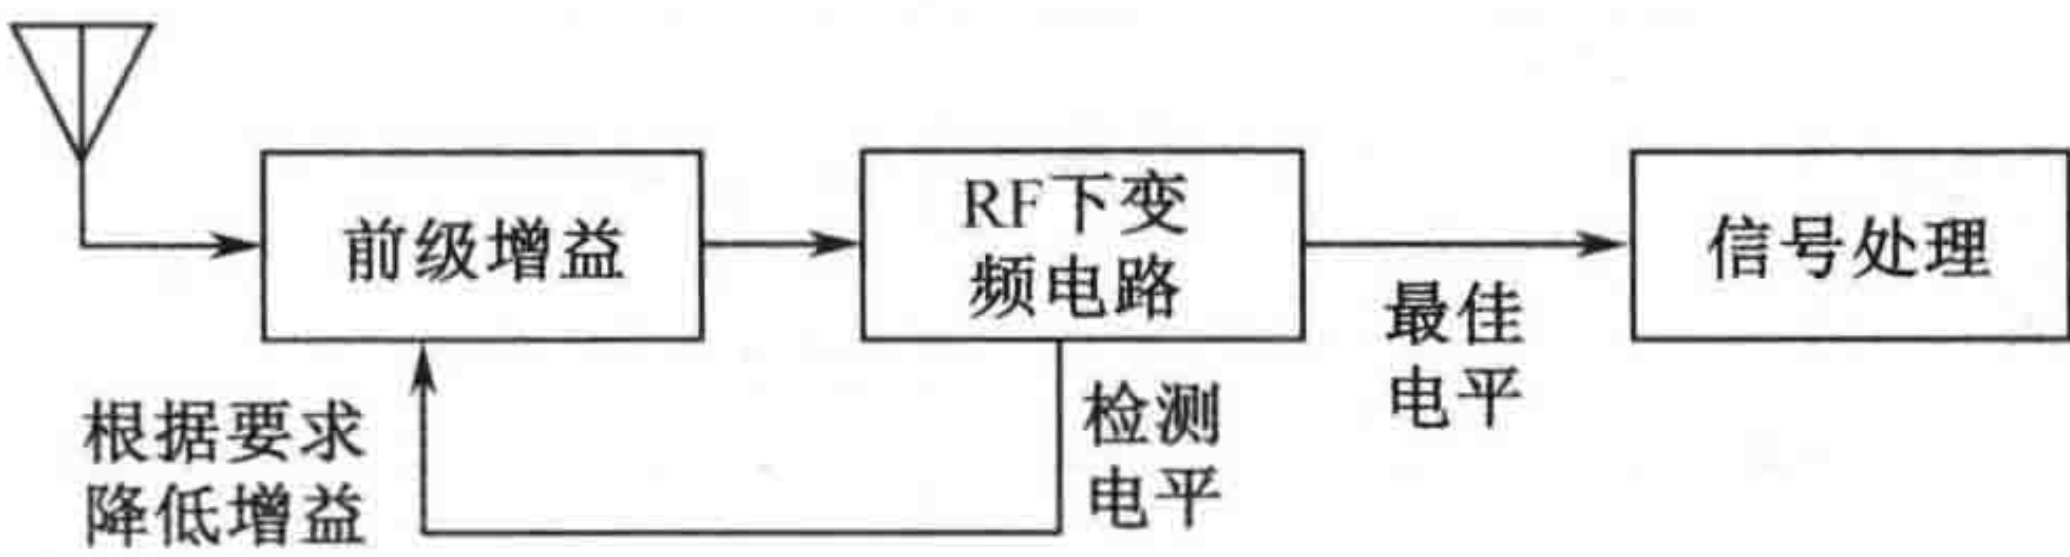 前级增益
RF下变
频电路
信号处理
最佳
电平
检测
电平
根据要求
降低增益